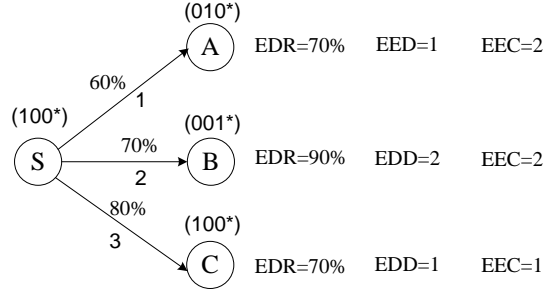 (010*)
A EDR=70% EED=1 EEC=2
60%
1
(100*)
S
(001*)
70%
B EDR=90% EDD=2 EEC=2
2
80%
3
(100*)
C EDR=70% EDD=1 EEC=1